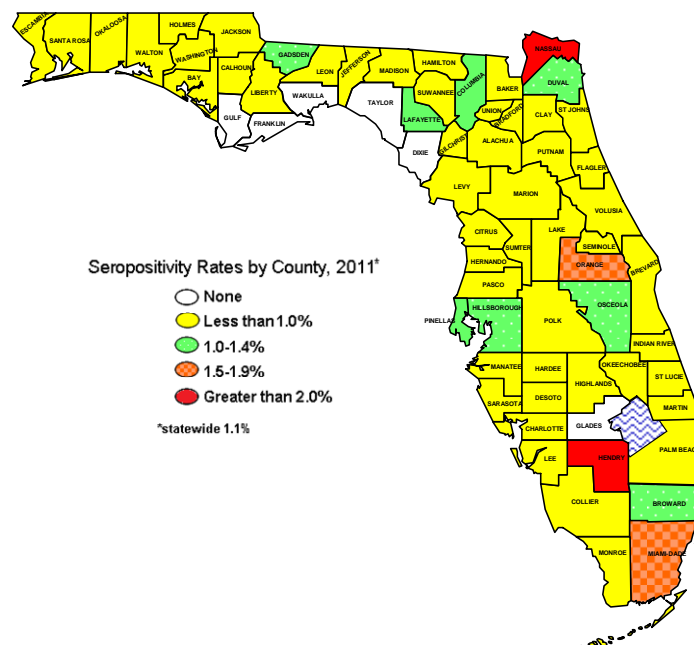 ESCAMBIA
SANTA ROSA
OKALOOSA
WALTON
HOLMES
WASHINGTON
BAY
JACKSON
CALHOUN
GULF
GADSDEN
LIBERTY
FRANKLIN
LEON
WAKULLA
JEFFERSON
MADISON
TAYLOR
HAMILTON
SUWANNEE
LAFAYETTE
DIXIE
COLUMBIA
GILCHRIST
BAKER
UNION
BRADFORD
ALACHUA
NASSAU
DUVAL
CLAY
ST JOHNS
PUTNAM
FLAGLER
LEVY
MARION
VOLUSIA
CITRUS
SUMTER
LAKE
SEMINOLE
ORANGE
BREVARD
HERNANDO
PASCO
OSCEOLA
PINELLAS
HILLSBOROUGH
POLK
INDIAN RIVER
MANATEE
HARDEE
HIGHLANDS
OKEECHOBEE
ST LUCIE
SARASOTA
DESOTO
MARTIN
CHARLOTTE
GLADES
PALM BEAC
LEE
HENDRY
COLLIER
BROWARD
MONROE
MIAMI-DADE
Seropositivity Rates by County, 2011*
None
Less than 1.0%
1.0-1.4%
1.5-1.9%
Greater than 2.0%
*statewide 1.1%